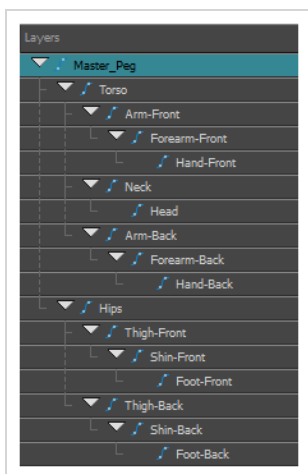 Layers
Master_Peg
Torso
Arm-Front
Forearm-Front
Hand-Front
Neck
Head
Arm-Back
Forearm-Back
Hand-Back
Hips
Thigh-Front
Shin-Front
Foot-Front
Thigh-Back
Shin-Back
Foot-Back